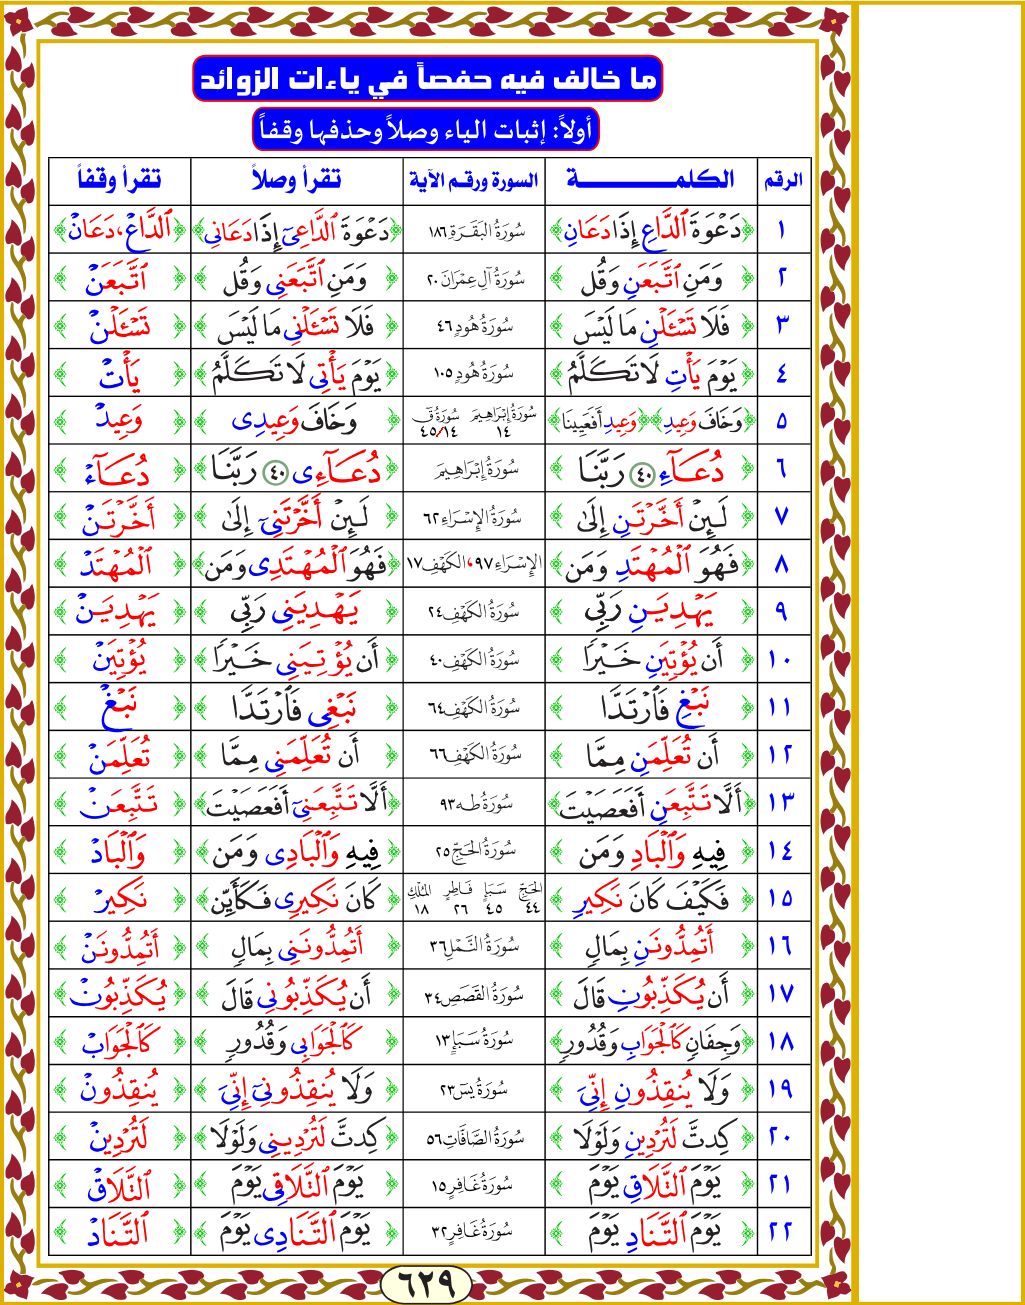 ما خالف فيه حفصاً في ياءات الزوائد
أولاً: إثبات الياء وصلاً وحذفها وقفاً
الرقم الكلمـــــة السورة ورقم الآية تقرأ وصلاً تقرأ وقفاً
١ ﴿دَعْوَةَ ٱلدَّاعِ إِذَا دَعَانِ﴾ سُورَةُ البَقَرَةِ ١٨٦ ﴿دَعْوَةَ ٱلدَّاعِىٓ إِذَا دَعَانِى﴾ ﴿ٱلدَّاعْ، دَعَانْ﴾
٢ ﴿وَمَنِ ٱتَّبَعَنِ وَقُل﴾ سُورَةُ آلِ عِمْرَانَ ٢٠ ﴿وَمَنِ ٱتَّبَعَنِى وَقُل﴾ ﴿ٱتَّبَعَنْ﴾
٣ ﴿فَلَا تَسْـَٔلَنِّ مَا لَيْسَ﴾ سُورَةُ هُودٍ ٤٦ ﴿فَلَا تَسْـَٔلَنِّى مَا لَيْسَ﴾ ﴿تَسْـَٔلَنّْ﴾
٤ ﴿يَوْمَ يَأْتِ لَا تَكَلَّمُ﴾ سُورَةُ هُودٍ ١٠٥ ﴿يَوْمَ يَأْتِى لَا تَكَلَّمُ﴾ ﴿يَأْتْ﴾
٥ ﴿وَخَافَ وَعِيدِ﴾ ﴿وَعِيدِ أَفَعَيِينَا﴾ سُورَةُ إِبْرَاهِيمَ ١٤ سُورَةُ قٓ ٤٥/١٤ ﴿وَخَافَ وَعِيدِى﴾ ﴿وَعِيدْ﴾
٦ ﴿دُعَآءِ ٤٠ رَبَّنَا﴾ سُورَةُ إِبْرَاهِيمَ ﴿دُعَآءِى ٤٠ رَبَّنَا﴾ ﴿دُعَآءْ﴾
٧ ﴿لَئِنْ أَخَّرْتَنِ إِلَىٰ﴾ سُورَةُ الإِسْرَاءِ ٦٢ ﴿لَئِنْ أَخَّرْتَنِىٓ إِلَىٰ﴾ ﴿أَخَّرْتَنْ﴾
٨ ﴿فَهُوَ ٱلْمُهْتَدِ وَمَن﴾ الإِسْرَاءِ ٩٧، الكَهْفِ ١٧ ﴿فَهُوَ ٱلْمُهْتَدِى وَمَن﴾ ﴿ٱلْمُهْتَدْ﴾
٩ ﴿يَهْدِيَنِ رَبِّى﴾ سُورَةُ الكَهْفِ ٢٤ ﴿يَهْدِيَنِى رَبِّى﴾ ﴿يَهْدِيَنْ﴾
١٠ ﴿أَن يُؤْتِيَنِ خَيْرًا﴾ سُورَةُ الكَهْفِ ٤٠ ﴿أَن يُؤْتِيَنِى خَيْرًا﴾ ﴿يُؤْتِيَنْ﴾
١١ ﴿نَبْغِ فَٱرْتَدَّا﴾ سُورَةُ الكَهْفِ ٦٤ ﴿نَبْغِى فَٱرْتَدَّا﴾ ﴿نَبْغْ﴾
١٢ ﴿أَن تُعَلِّمَنِ مِمَّا﴾ سُورَةُ الكَهْفِ ٦٦ ﴿أَن تُعَلِّمَنِى مِمَّا﴾ ﴿تُعَلِّمَنْ﴾
١٣ ﴿أَلَّا تَتَّبِعَنِ أَفَعَصَيْتَ﴾ سُورَةُ طه ٩٣ ﴿أَلَّا تَتَّبِعَنِىٓ أَفَعَصَيْتَ﴾ ﴿تَتَّبِعَنْ﴾
١٤ ﴿فِيهِ وَٱلْبَادِ وَمَن﴾ سُورَةُ الحَجِّ ٢٥ ﴿فِيهِ وَٱلْبَادِى وَمَن﴾ ﴿وَٱلْبَادْ﴾
١٥ ﴿فَكَيْفَ كَانَ نَكِيرِ﴾ الحَجِّ ٤٤ سَبَإٍ ٤٥ فَاطِرٍ ٢٦ المُلْكِ ١٨ ﴿كَانَ نَكِيرِى فَكَأَيِّن﴾ ﴿نَكِيرْ﴾
١٦ ﴿أَتُمِدُّونَنِ بِمَالٍ﴾ سُورَةُ النَّمْلِ ٣٦ ﴿أَتُمِدُّونَنِى بِمَالٍ﴾ ﴿أَتُمِدُّونَنْ﴾
١٧ ﴿أَن يُكَذِّبُونِ قَالَ﴾ سُورَةُ القَصَصِ ٣٤ ﴿أَن يُكَذِّبُونِى قَالَ﴾ ﴿يُكَذِّبُونْ﴾
١٨ ﴿وَجِفَانٍ كَٱلْجَوَابِ وَقُدُورٍ﴾ سُورَةُ سَبَإٍ ١٣ ﴿كَٱلْجَوَابِى وَقُدُورٍ﴾ ﴿كَٱلْجَوَابْ﴾
١٩ ﴿وَلَا يُنقِذُونِ إِنِّىٓ﴾ سُورَةُ يسٓ ٢٣ ﴿وَلَا يُنقِذُونِىٓ إِنِّىٓ﴾ ﴿يُنقِذُونْ﴾
٢٠ ﴿كِدتَّ لَتُرْدِينِ وَلَوْلَا﴾ سُورَةُ الصَّافَّاتِ ٥٦ ﴿كِدتَّ لَتُرْدِينِى وَلَوْلَا﴾ ﴿لَتُرْدِينْ﴾
٢١ ﴿يَوْمَ ٱلتَّلَاقِ يَوْمَ﴾ سُورَةُ غَافِرٍ ١٥ ﴿يَوْمَ ٱلتَّلَاقِى يَوْمَ﴾ ﴿ٱلتَّلَاقْ﴾
٢٢ ﴿يَوْمَ ٱلتَّنَادِ يَوْمَ﴾ سُورَةُ غَافِرٍ ٣٢ ﴿يَوْمَ ٱلتَّنَادِى يَوْمَ﴾ ﴿ٱلتَّنَادْ﴾
٦٢٩